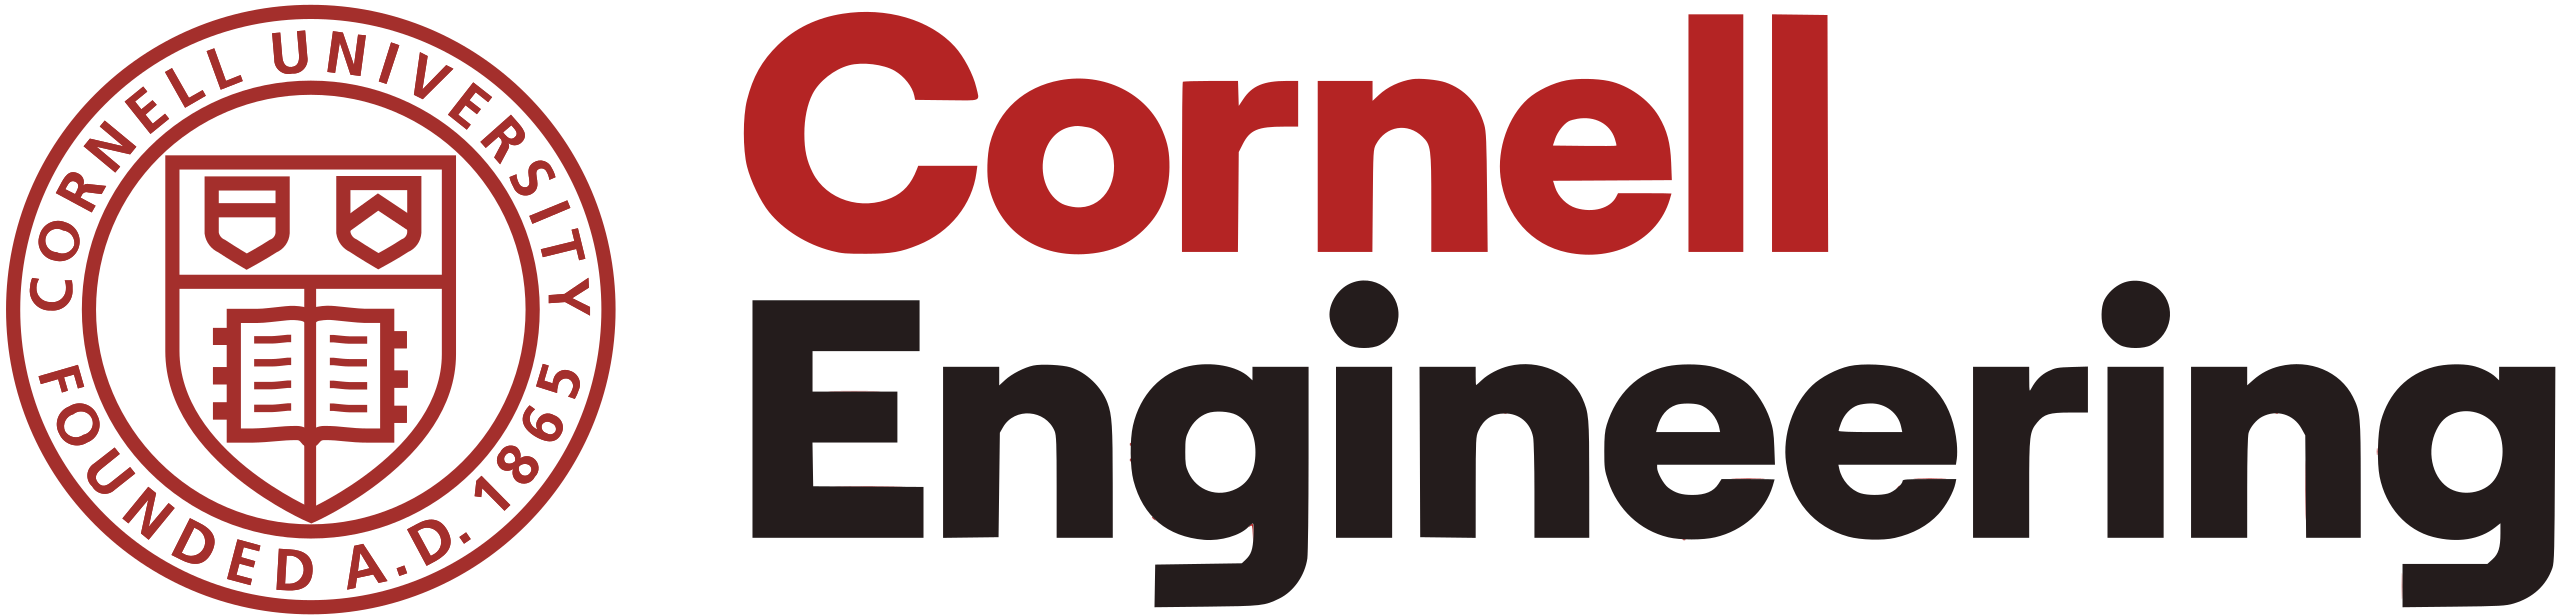 CORNELL UNIVERSITY
FOUNDED A.D. 1865
Cornell
Engineering